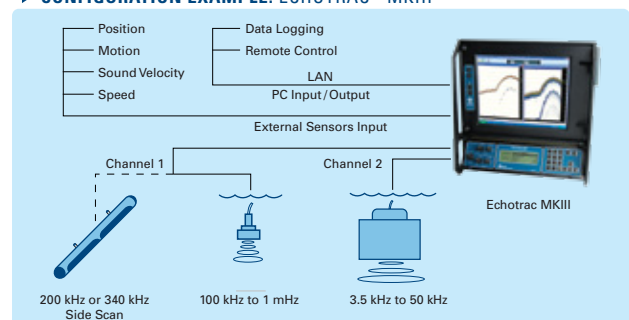 CONFIGURATION EXAMPLE: ECHOTRAC MKIII
Position
Motion
Sound Velocity
Speed
Data Logging
Remote Control
LAN
PC Input/Output
External Sensors Input
Channel 1
Channel 2
Echotrac MKIII
200 kHz or 340 kHz
Side Scan
100 kHz to 1 mHz
3.5 kHz to 50 kHz